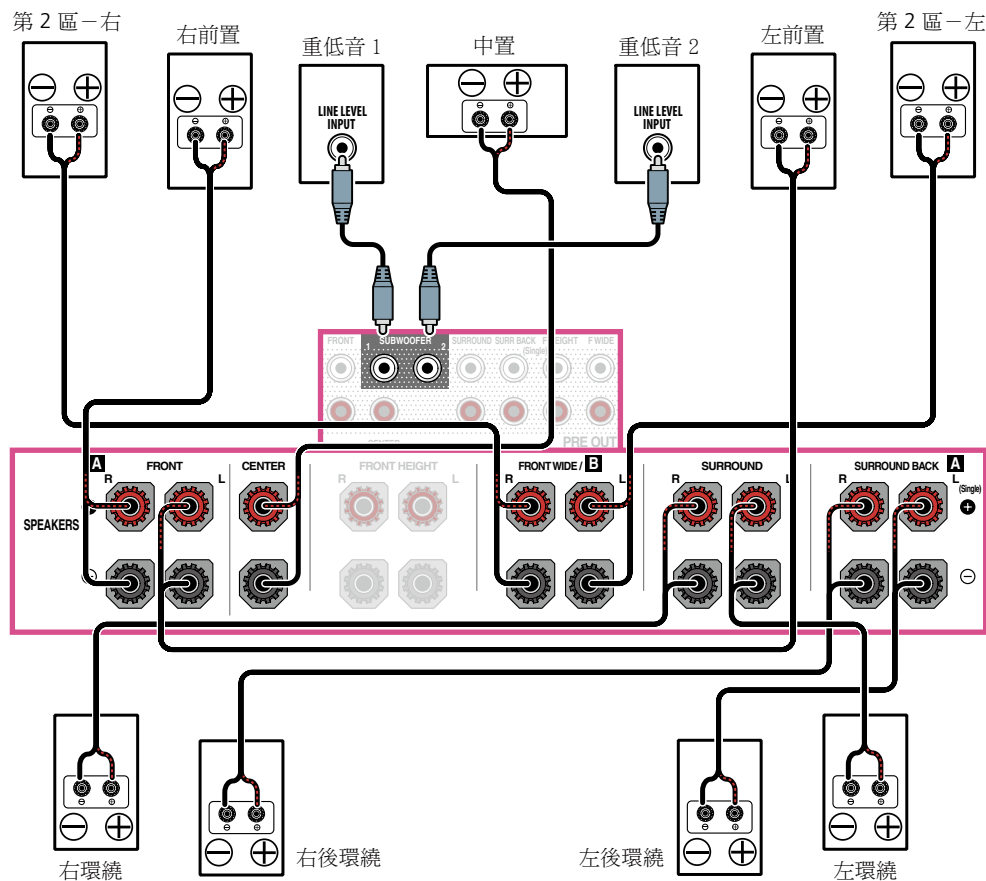 第 2 區－右
右前置
重低音 1
中置
重低音 2
左前置
第 2 區－左
LINE LEVEL
INPUT
LINE LEVEL
INPUT
FRONT
SUBWOOFER
1
2
SURROUND
SURR BACK
(Single)
F WIDE
PRE OUT
A
FRONT
R
L
CENTER
FRONT HEIGHT
R
L
FRONT WIDE / B
R
L
SURROUND
R
L
SURROUND BACK A
R
L
(Single)
SPEAKERS
右環繞
右後環繞
左後環繞
左環繞